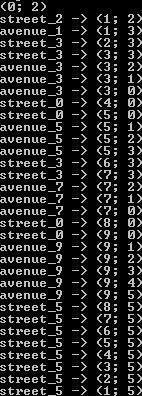 (0; 2)
street_2 -> (1; 2)
avenue_1 -> (1; 3)
street_3 -> (2; 3)
street_3 -> (3; 3)
avenue_3 -> (3; 2)
avenue_3 -> (3; 1)
avenue_3 -> (3; 0)
street_0 -> (4; 0)
street_0 -> (5; 0)
avenue_5 -> (5; 1)
avenue_5 -> (5; 2)
avenue_5 -> (5; 3)
street_3 -> (6; 3)
street_3 -> (7; 3)
avenue_7 -> (7; 2)
avenue_7 -> (7; 1)
avenue_7 -> (7; 0)
street_0 -> (8; 0)
street_0 -> (9; 0)
avenue_9 -> (9; 1)
avenue_9 -> (9; 2)
avenue_9 -> (9; 3)
avenue_9 -> (9; 4)
avenue_9 -> (9; 5)
street_5 -> (8; 5)
street_5 -> (7; 5)
street_5 -> (6; 5)
street_5 -> (5; 5)
street_5 -> (4; 5)
street_5 -> (3; 5)
street_5 -> (2; 5)
street_5 -> (1; 5)